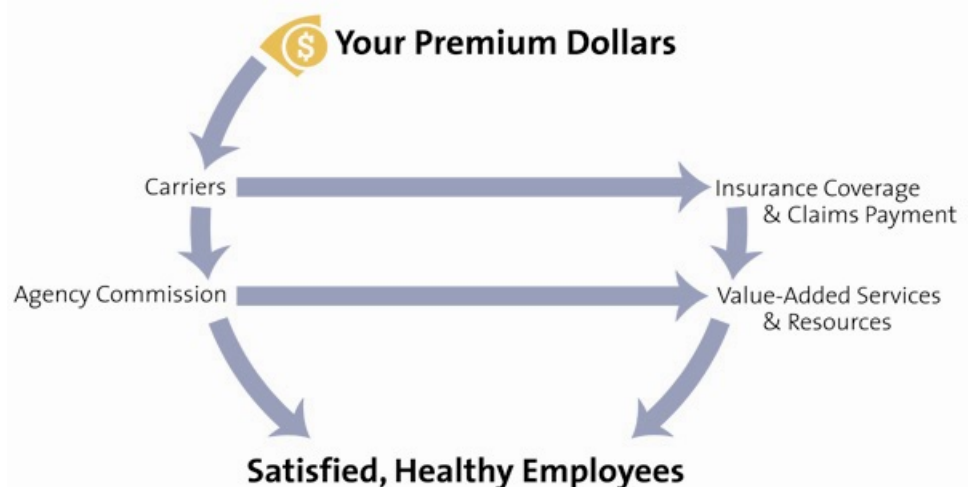 $ Your Premium Dollars
Carriers
Insurance Coverage
& Claims Payment
Agency Commission
Value-Added Services
& Resources
Satisfied, Healthy Employees